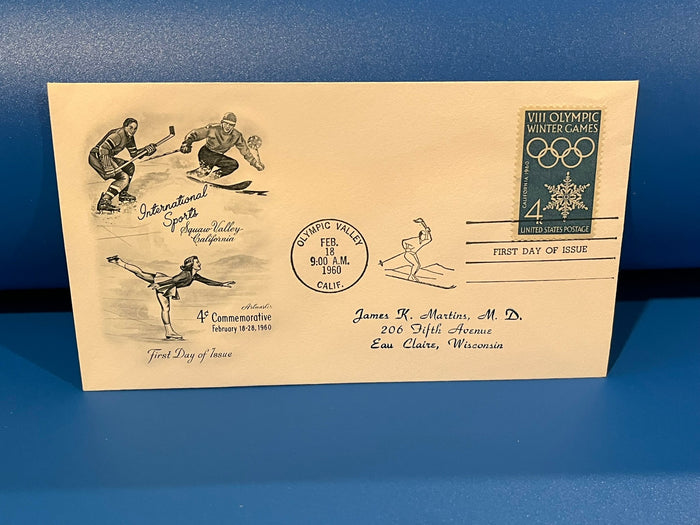 International
Sports
Squaw Valley-
California
Artmaster
4¢ Commemorative
February 18-28, 1960
First Day of Issue
OLYMPIC VALLEY
FEB.
18
9:00 A.M.
1960
CALIF.
VIII OLYMPIC
WINTER GAMES
CALIFORNIA 1960
4¢
UNITED STATES POSTAGE
FIRST DAY OF ISSUE
James K. Martins, M. D.
206 Fifth Avenue
Eau Claire, Wisconsin